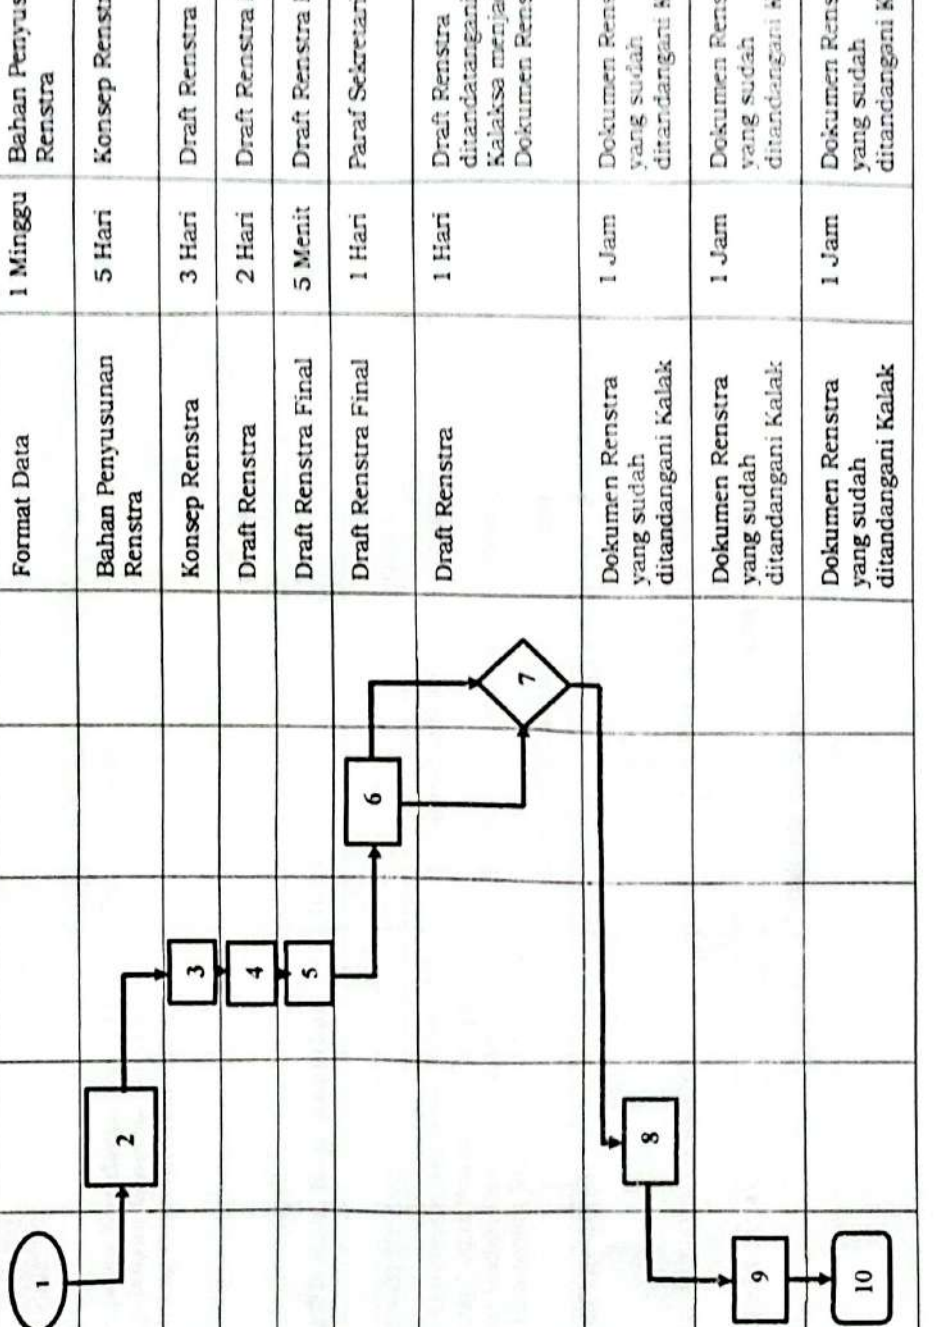 1
Format Data
1 Minggu
Bahan Penyus
Renstra
2
Bahan Penyusunan
Renstra
5 Hari
Konsep Renstr
3
Konsep Renstra
3 Hari
Draft Renstra
4
Draft Renstra
2 Hari
Draft Renstra
5
Draft Renstra Final
5 Menit
Draft Renstra
6
Draft Renstra Final
1 Hari
Paraf Sekretari
7
Draft Renstra
1 Hari
Draft Renstra
ditandatangani
Kalaksa menja
Dokumen Rens
8
Dokumen Renstra
yang sudah
ditandangani Kalak
1 Jam
Dokumen Rens
yang sudah
ditandangani K
9
Dokumen Renstra
yang sudah
ditandangani Kalak
1 Jam
Dokumen Rens
yang sudah
ditandangani K
10
Dokumen Renstra
yang sudah
ditandangani Kalak
1 Jam
Dokumen Rens
yang sudah
ditandangani K